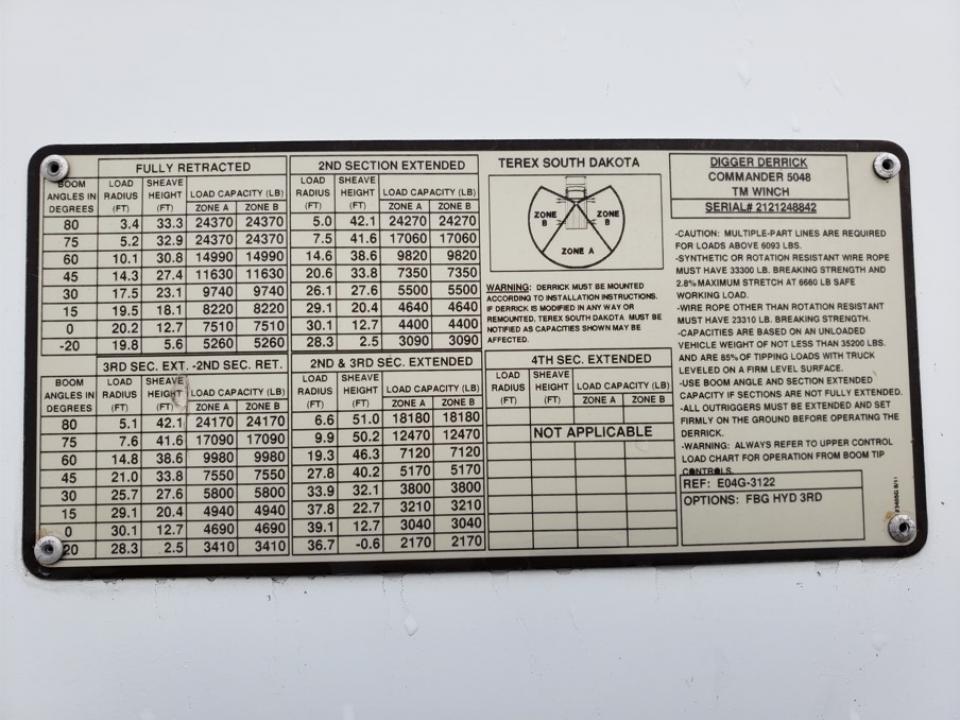 FULLY RETRACTED
BOOM ANGLES IN DEGREES | LOAD RADIUS (FT) | SHEAVE HEIGHT (FT) | LOAD CAPACITY (LB) ZONE A | ZONE B
80 3.4 33.3 24370 24370
75 5.2 32.9 24370 24370
60 10.1 30.8 14990 14990
45 14.3 27.4 11630 11630
30 17.5 23.1 9740 9740
15 19.5 18.1 8220 8220
0 20.2 12.7 7510 7510
-20 19.8 5.6 5260 5260
2ND SECTION EXTENDED
LOAD RADIUS (FT) | SHEAVE HEIGHT (FT) | LOAD CAPACITY (LB) ZONE A | ZONE B
5.0 42.1 24270 24270
7.5 41.6 17060 17060
14.6 38.6 9820 9820
20.6 33.8 7350 7350
26.1 27.6 5500 5500
29.1 20.4 4640 4640
30.1 12.7 4400 4400
28.3 2.5 3090 3090
3RD SEC. EXT. -2ND SEC. RET.
BOOM ANGLES IN DEGREES | LOAD RADIUS (FT) | SHEAVE HEIGHT (FT) | LOAD CAPACITY (LB) ZONE A | ZONE B
80 5.1 42.1 24170 24170
75 7.6 41.6 17090 17090
60 14.8 38.6 9980 9980
45 21.0 33.8 7550 7550
30 25.7 27.6 5800 5800
15 29.1 20.4 4940 4940
0 30.1 12.7 4690 4690
20 28.3 2.5 3410 3410
2ND & 3RD SEC. EXTENDED
LOAD RADIUS (FT) | SHEAVE HEIGHT (FT) | LOAD CAPACITY (LB) ZONE A | ZONE B
6.6 51.0 18180 18180
9.9 50.2 12470 12470
19.3 46.3 7120 7120
27.8 40.2 5170 5170
33.9 32.1 3800 3800
37.8 22.7 3210 3210
39.1 12.7 3040 3040
36.7 -0.6 2170 2170
TEREX SOUTH DAKOTA
ZONE B
ZONE B
ZONE A
WARNING: DERRICK MUST BE MOUNTED
ACCORDING TO INSTALLATION INSTRUCTIONS.
IF DERRICK IS MODIFIED IN ANY WAY OR
REMOUNTED, TEREX SOUTH DAKOTA MUST BE
NOTIFIED AS CAPACITIES SHOWN MAY BE
AFFECTED.
4TH SEC. EXTENDED
LOAD RADIUS (FT) | SHEAVE HEIGHT (FT) | LOAD CAPACITY (LB) ZONE A | ZONE B
NOT APPLICABLE
DIGGER DERRICK
COMMANDER 5048
TM WINCH
SERIAL# 2121248842
-CAUTION: MULTIPLE-PART LINES ARE REQUIRED
FOR LOADS ABOVE 6093 LBS.
-SYNTHETIC OR ROTATION RESISTANT WIRE ROPE
MUST HAVE 33300 LB. BREAKING STRENGTH AND
2.8% MAXIMUM STRETCH AT 6660 LB SAFE
WORKING LOAD.
-WIRE ROPE OTHER THAN ROTATION RESISTANT
MUST HAVE 23310 LB. BREAKING STRENGTH.
-CAPACITIES ARE BASED ON AN UNLOADED
VEHICLE WEIGHT OF NOT LESS THAN 35200 LBS.
AND ARE 85% OF TIPPING LOADS WITH TRUCK
LEVELED ON A FIRM LEVEL SURFACE.
-USE BOOM ANGLE AND SECTION EXTENDED
CAPACITY IF SECTIONS ARE NOT FULLY EXTENDED.
-ALL OUTRIGGERS MUST BE EXTENDED AND SET
FIRMLY ON THE GROUND BEFORE OPERATING THE
DERRICK.
-WARNING: ALWAYS REFER TO UPPER CONTROL
LOAD CHART FOR OPERATION FROM BOOM TIP
CONTROLS.
REF: E04G-3122
OPTIONS: FBG HYD 3RD